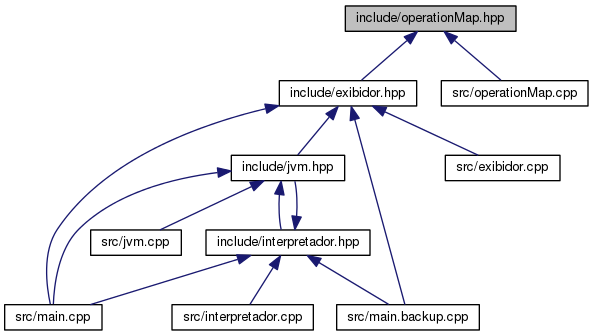 include/operationMap.hpp
include/exibidor.hpp
src/operationMap.cpp
include/jvm.hpp
src/exibidor.cpp
src/jvm.cpp
include/interpretador.hpp
src/main.cpp
src/interpretador.cpp
src/main.backup.cpp